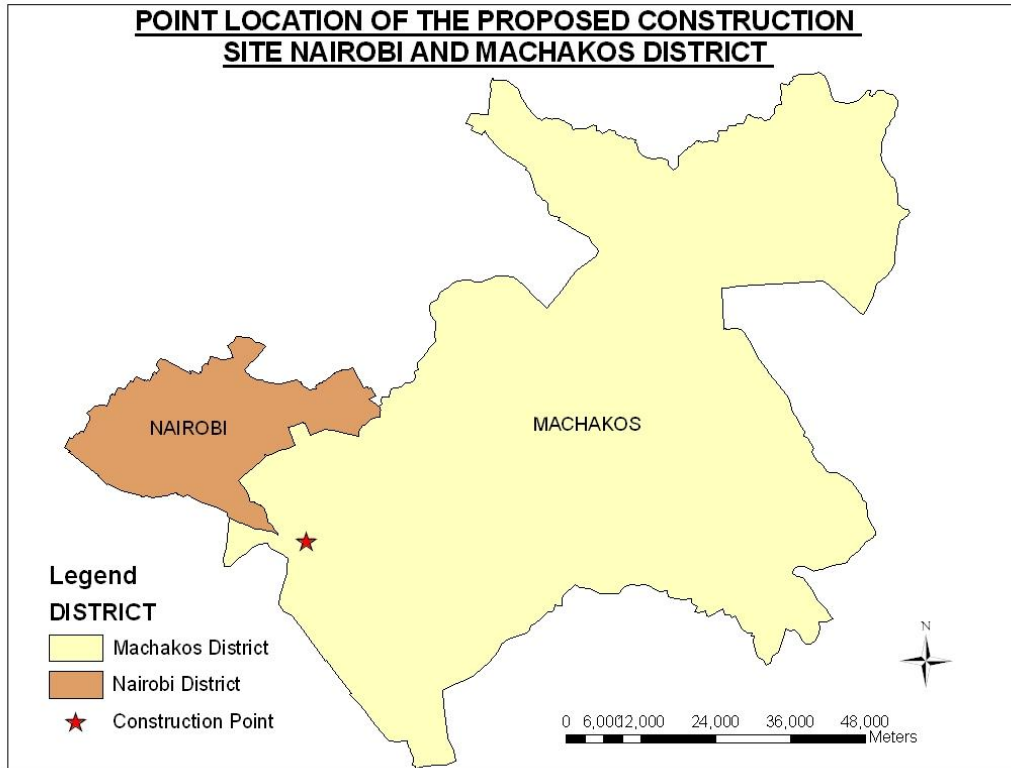 POINT LOCATION OF THE PROPOSED CONSTRUCTION
SITE NAIROBI AND MACHAKOS DISTRICT
NAIROBI
MACHAKOS
Legend
DISTRICT
Machakos District
Nairobi District
Construction Point
N
0 6,000 12,000 24,000 36,000 48,000
Meters